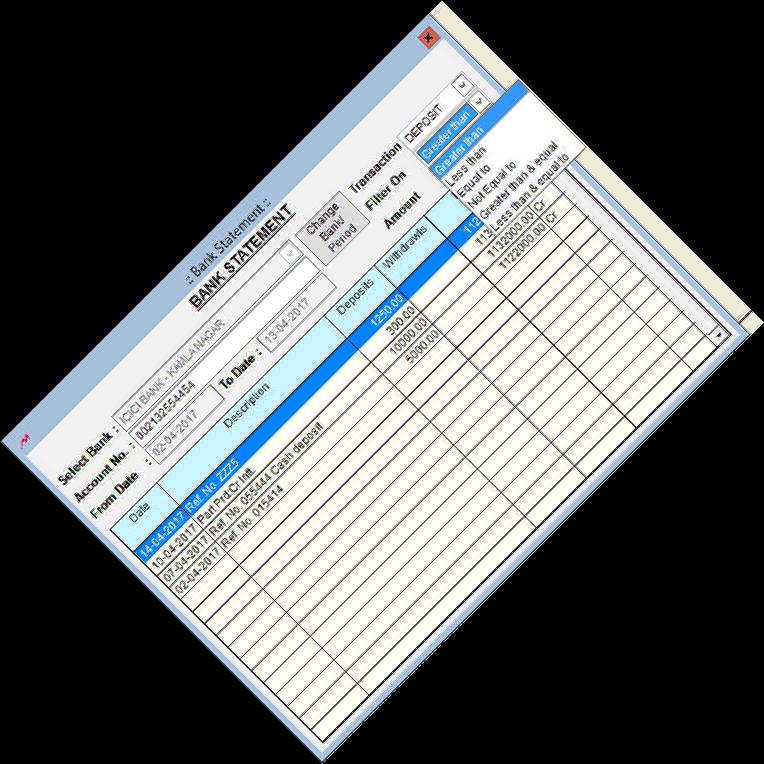 :: Bank Statement ::
BANK STATEMENT
Select Bank : ICICI BANK - KAMLANAGAR
Account No. : 002132554454
From Date : 02-04-2017 To Date : 13-04-2017
Change Bank/ Period
Transaction DEPOSIT
Filter On Greater than
Amount
Greater than
Less than
Equal to
Not Equal to
Greater than & equal
Less than & equal to
Date Description Deposits Withdrawls
14-04-2017 Ref. No. ZZZ5 1250.00 112
10-04-2017 Part Prd.Cr Intt. 300.00 113
07-04-2017 Ref. No. 055444 Cash deposit 10000.00 1132000.00 Cr
02-04-2017 Ref. No. 015414 5000.00 1122000.00 Cr